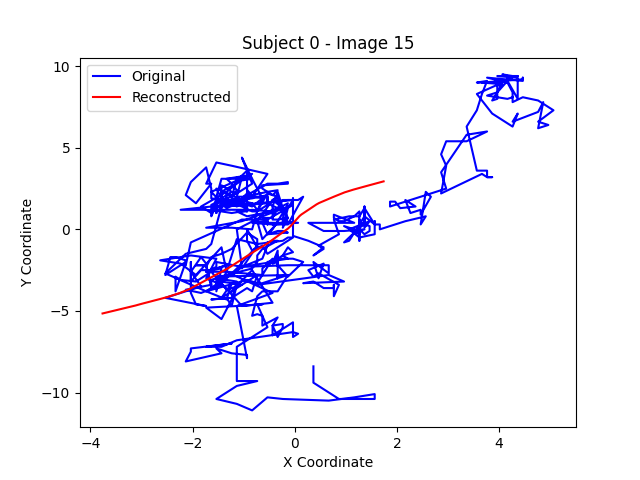 Subject 0 - Image 15
Original
Reconstructed
10
5
0
−5
−10
Y Coordinate
−4
−2
0
2
4
X Coordinate